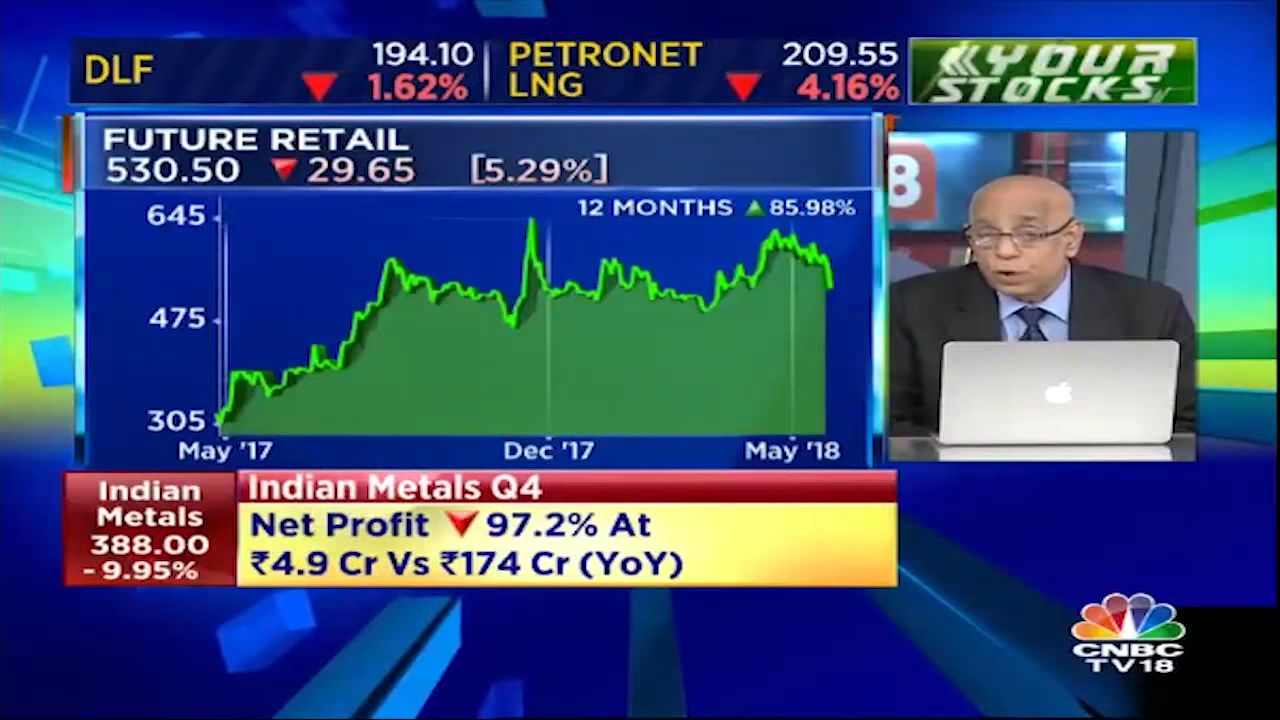 DLF
194.10
1.62%
PETRONET
LNG
209.55
4.16%
YOUR
STOCKS
FUTURE RETAIL
530.50 29.65 [5.29%]
12 MONTHS 85.98%
645
475
305
May '17 Dec '17 May '18
8
Indian
Metals
388.00
- 9.95%
Indian Metals Q4
Net Profit 97.2% At
₹4.9 Cr Vs ₹174 Cr (YoY)
CNBC
TV18